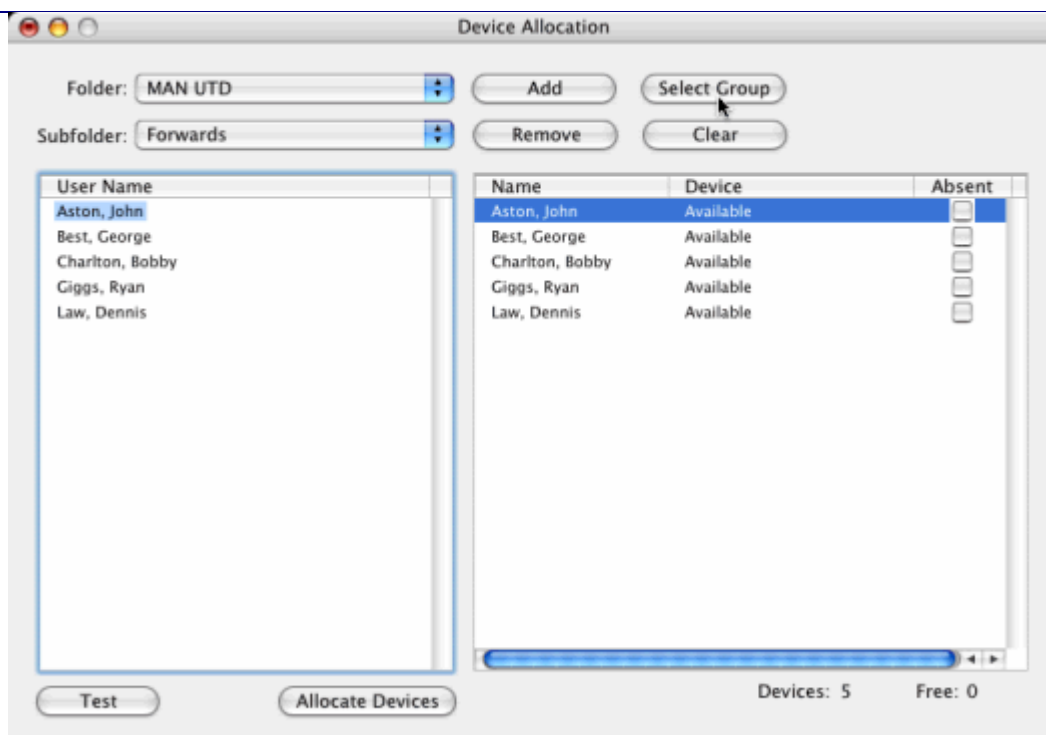 Device Allocation
Folder: MAN UTD Add Select Group
Subfolder: Forwards Remove Clear
User Name
Aston, John
Best, George
Charlton, Bobby
Giggs, Ryan
Law, Dennis
Name Device Absent
Aston, John Available
Best, George Available
Charlton, Bobby Available
Giggs, Ryan Available
Law, Dennis Available
Test Allocate Devices Devices: 5 Free: 0